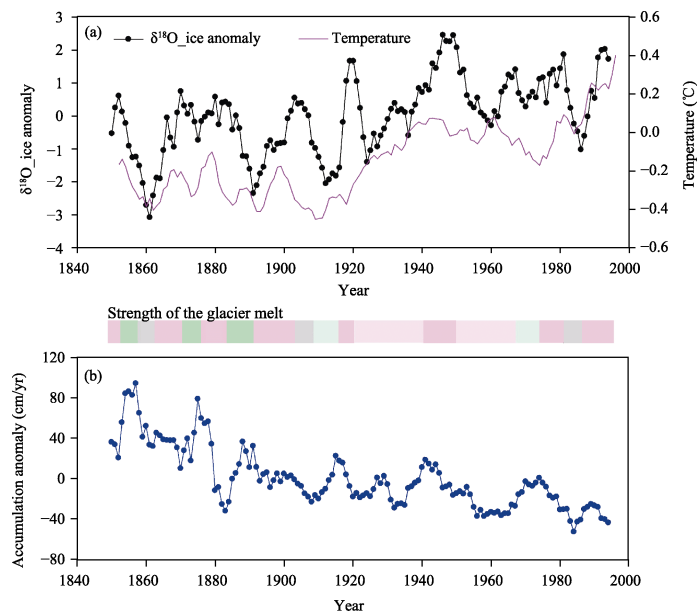 (a)
δ¹⁸O_ice anomaly
Temperature
3
2
1
0
−1
−2
−3
−4
δ¹⁸O_ice anomaly
0.6
0.4
0.2
0.0
−0.2
−0.4
−0.6
Temperature (℃)
1840 1860 1880 1900 1920 1940 1960 1980 2000
Year
Strength of the glacier melt
(b)
120
80
40
0
−40
−80
Accumulation anomaly (cm/yr)
1840 1860 1880 1900 1920 1940 1960 1980 2000
Year